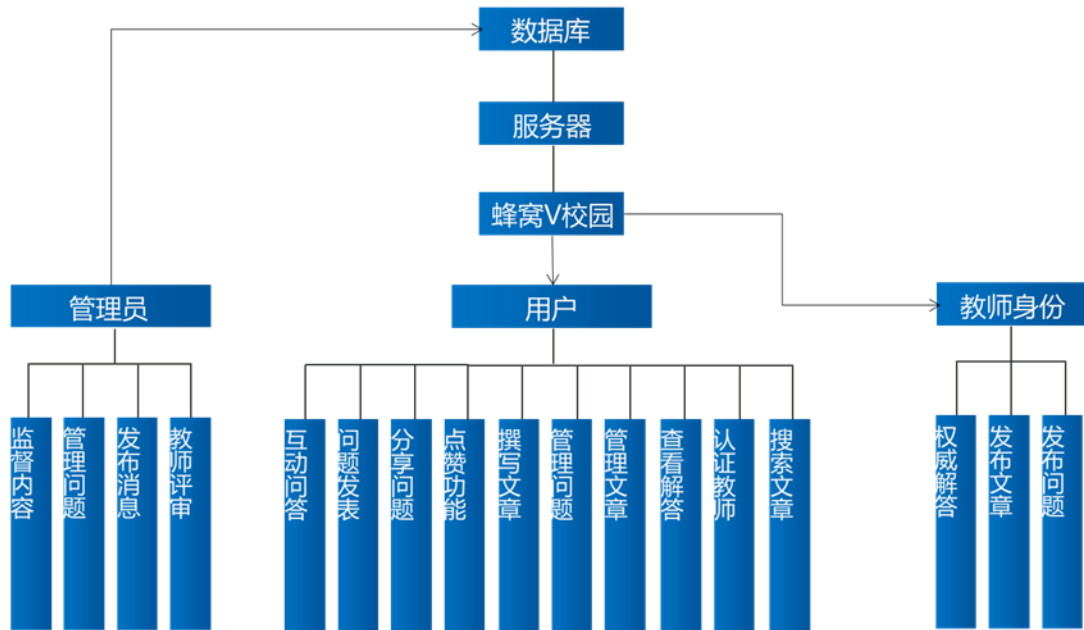 数据库
服务器
蜂窝V校园
管理员
用户
教师身份
监督内容
管理问题
发布消息
教师评审
互动问答
问题发表
分享问题
点赞功能
撰写文章
管理问题
管理文章
查看解答
认证教师
搜索文章
权威解答
发布文章
发布问题